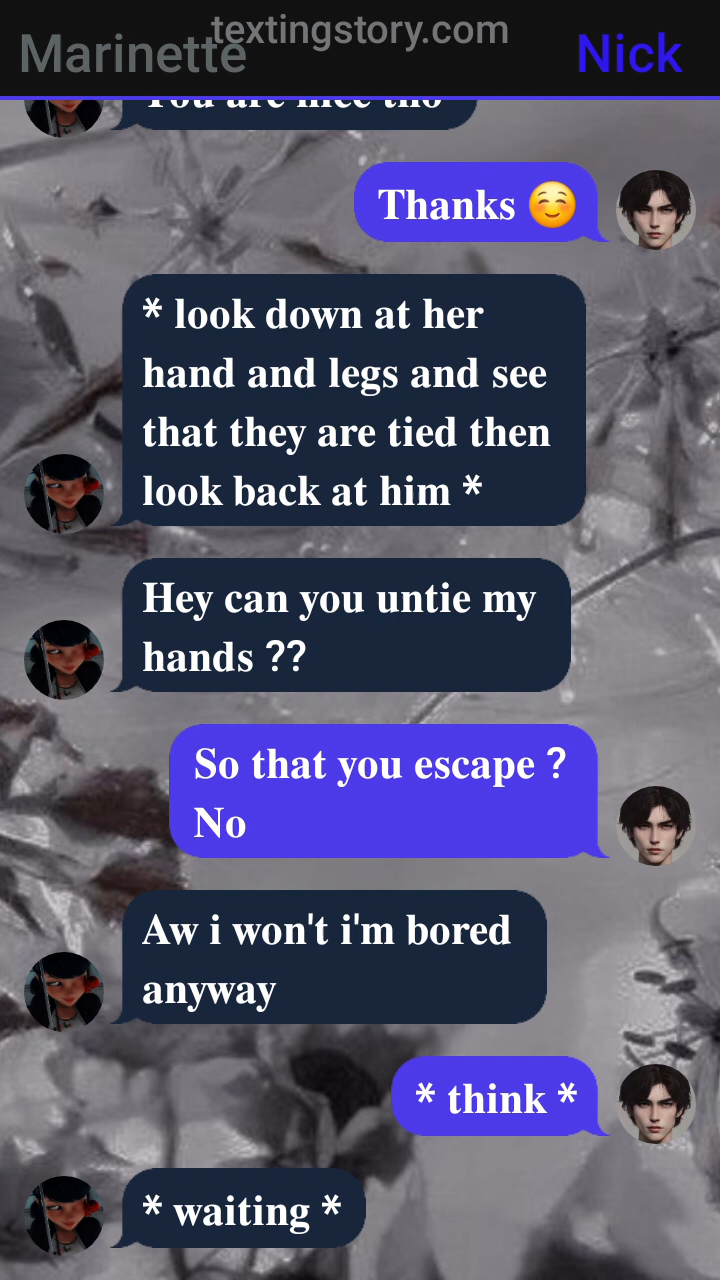 textingstory.com
Marinette
Nick
You are nice tho
Thanks ☺️
* look down at her
hand and legs and see
that they are tied then
look back at him *
Hey can you untie my
hands ??
So that you escape ?
No
Aw i won't i'm bored
anyway
* think *
* waiting *